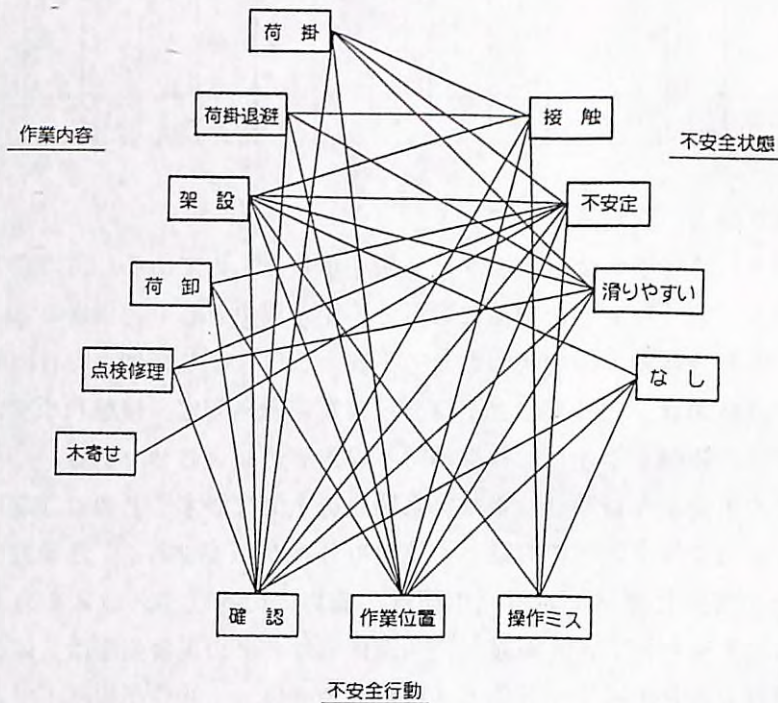 荷 掛
荷掛退避
接 触
作業内容
不安全状態
架 設
不安定
荷 卸
滑りやすい
点検修理
な し
木寄せ
確 認
作業位置
操作ミス
不安全行動